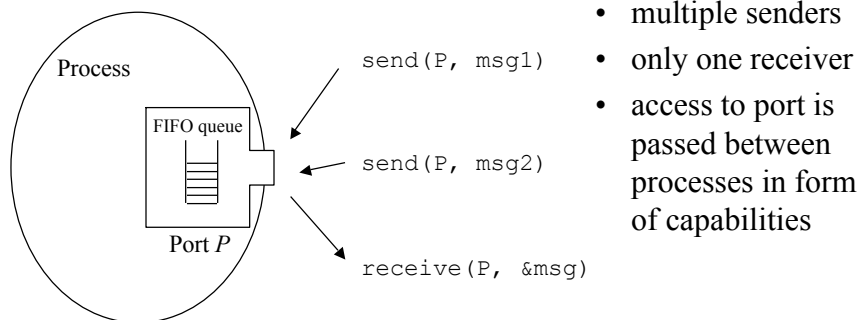 Process
FIFO queue
Port P
send(P, msg1)
send(P, msg2)
receive(P, &msg)
• multiple senders
• only one receiver
• access to port is
passed between
processes in form
of capabilities